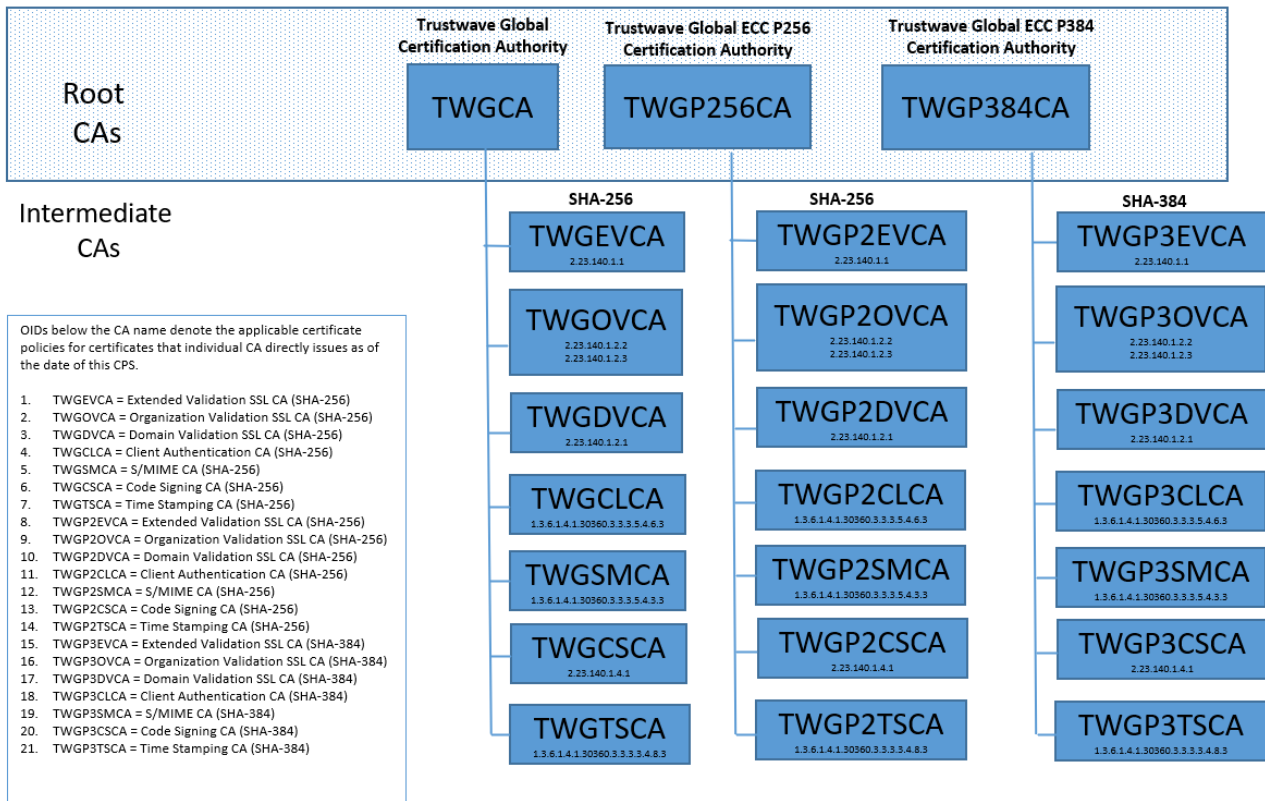 Trustwave Global
Certification Authority
Trustwave Global ECC P256
Certification Authority
Trustwave Global ECC P384
Certification Authority
Root
CAs
TWGCA
TWGP256CA
TWGP384CA
Intermediate
CAs
SHA-256
SHA-256
SHA-384
TWGEVCA
2.23.140.1.1
TWGP2EVCA
2.23.140.1.1
TWGP3EVCA
2.23.140.1.1
TWGOVCA
2.23.140.1.2.2
2.23.140.1.2.3
TWGP2OVCA
2.23.140.1.2.2
2.23.140.1.2.3
TWGP3OVCA
2.23.140.1.2.2
2.23.140.1.2.3
TWGDVCA
2.23.140.1.2.1
TWGP2DVCA
2.23.140.1.2.1
TWGP3DVCA
2.23.140.1.2.1
TWGCLCA
1.3.6.1.4.1.30360.3.3.3.5.4.6.3
TWGP2CLCA
1.3.6.1.4.1.30360.3.3.3.5.4.6.3
TWGP3CLCA
1.3.6.1.4.1.30360.3.3.3.5.4.6.3
TWGSMCA
1.3.6.1.4.1.30360.3.3.3.5.4.3.3
TWGP2SMCA
1.3.6.1.4.1.30360.3.3.3.5.4.3.3
TWGP3SMCA
1.3.6.1.4.1.30360.3.3.3.5.4.3.3
TWGCSCA
2.23.140.1.4.1
TWGP2CSCA
2.23.140.1.4.1
TWGP3CSCA
2.23.140.1.4.1
TWGTSCA
1.3.6.1.4.1.30360.3.3.3.3.4.8.3
TWGP2TSCA
1.3.6.1.4.1.30360.3.3.3.3.4.8.3
TWGP3TSCA
1.3.6.1.4.1.30360.3.3.3.3.4.8.3
OIDs below the CA name denote the applicable certificate
policies for certificates that individual CA directly issues as of
the date of this CPS.
1. TWGEVCA = Extended Validation SSL CA (SHA-256)
2. TWGOVCA = Organization Validation SSL CA (SHA-256)
3. TWGDVCA = Domain Validation SSL CA (SHA-256)
4. TWGCLCA = Client Authentication CA (SHA-256)
5. TWGSMCA = S/MIME CA (SHA-256)
6. TWGCSCA = Code Signing CA (SHA-256)
7. TWGTSCA = Time Stamping CA (SHA-256)
8. TWGP2EVCA = Extended Validation SSL CA (SHA-256)
9. TWGP2OVCA = Organization Validation SSL CA (SHA-256)
10. TWGP2DVCA = Domain Validation SSL CA (SHA-256)
11. TWGP2CLCA = Client Authentication CA (SHA-256)
12. TWGP2SMCA = S/MIME CA (SHA-256)
13. TWGP2CSCA = Code Signing CA (SHA-256)
14. TWGP2TSCA = Time Stamping CA (SHA-256)
15. TWGP3EVCA = Extended Validation SSL CA (SHA-384)
16. TWGP3OVCA = Organization Validation SSL CA (SHA-384)
17. TWGP3DVCA = Domain Validation SSL CA (SHA-384)
18. TWGP3CLCA = Client Authentication CA (SHA-384)
19. TWGP3SMCA = S/MIME CA (SHA-384)
20. TWGP3CSCA = Code Signing CA (SHA-384)
21. TWGP3TSCA = Time Stamping CA (SHA-384)